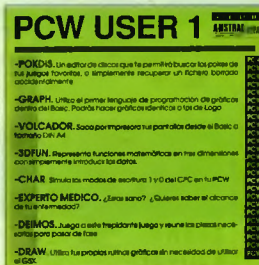 PCW USER 1
AMSTRAD
-POKDIS. Un editor de discos que te permitirá buscar los pokes de
tus juegos favoritos, o simplemente recuperar un fichero borrado
accidentalmente
-GRAPH. Utiliza el primer lenguaje de programación de gráficos
dentro del Basic. Podrás hacer gráficos idénticos a los de Logo
-VOLCADOR. Saca por impresora tus pantallas desde el Basic a
tamaño DIN A4
-3DFUN. Representa funciones matemáticas en tres dimensiones
con simplemente introducir los datos.
-CHAR. Simula los modos de escritura 1 y 0 del CPC en tu PCW
-EXPERTO MEDICO. ¿Estas sano? ¿Quieres saber el alcance
de tu enfermedad?
-DEIMOS. Juega a este trepidante juego y reune las piezas nece-
sarias para pasar de fase
-DRAW. Utiliza tus propias rutinas gráficas sin necesidad de utilizar
el GSX.